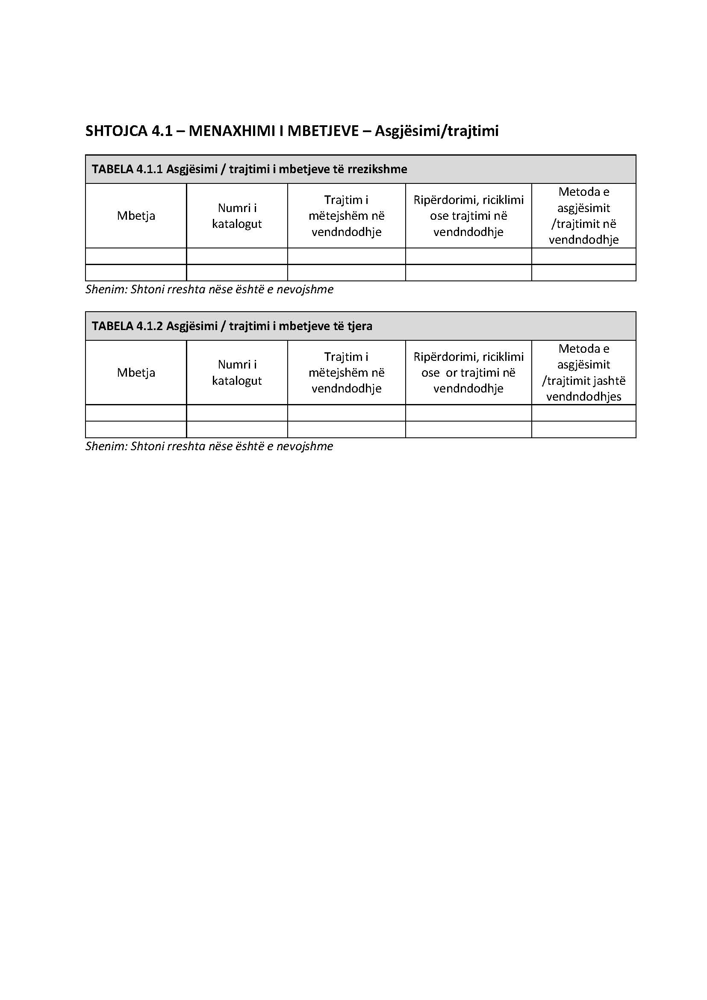 SHTOJCA 4.1 – MENAXHIMI I MBETJEVE – Asgjësimi/trajtimi
TABELA 4.1.1 Asgjësimi / trajtimi i mbetjeve të rrezikshme
Mbetja
Numri i
katalogut
Trajtim i
mëtejshëm në
vendndodhje
Ripërdorimi, riciklimi
ose trajtimi në
vendndodhje
Metoda e
asgjësimit
/trajtimit në
vendndodhje
Shenim: Shtoni rreshta nëse është e nevojshme
TABELA 4.1.2 Asgjësimi / trajtimi i mbetjeve të tjera
Mbetja
Numri i
katalogut
Trajtim i
mëtejshëm në
vendndodhje
Ripërdorimi, riciklimi
ose  or trajtimi në
vendndodhje
Metoda e
asgjësimit
/trajtimit jashtë
vendndodhjes
Shenim: Shtoni rreshta nëse është e nevojshme